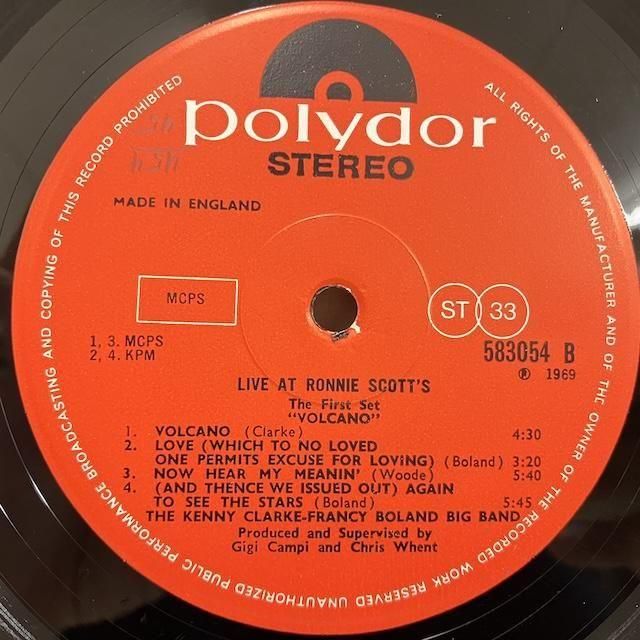 polydor
STEREO
MADE IN ENGLAND
MCPS
1, 3. MCPS
2, 4. KPM
ST 33
583054 B
℗ 1969
LIVE AT RONNIE SCOTT'S
The First Set
"VOLCANO"
1. VOLCANO (Clarke) 4:30
2. LOVE (WHICH TO NO LOVED
ONE PERMITS EXCUSE FOR LOVING) (Boland) 3:20
3. NOW HEAR MY MEANIN' (Woode) 5:40
4. (AND THENCE WE ISSUED OUT) AGAIN
TO SEE THE STARS (Boland) 5:45
THE KENNY CLARKE-FRANCY BOLAND BIG BAND
Produced and Supervised by
Gigi Campi and Chris Whent
ALL RIGHTS OF THE MANUFACTURER AND OF THE OWNER OF THE RECORDED WORK RESERVED UNAUTHORIZED PUBLIC PERFORMANCE BROADCASTING AND COPYING OF THIS RECORD PROHIBITED